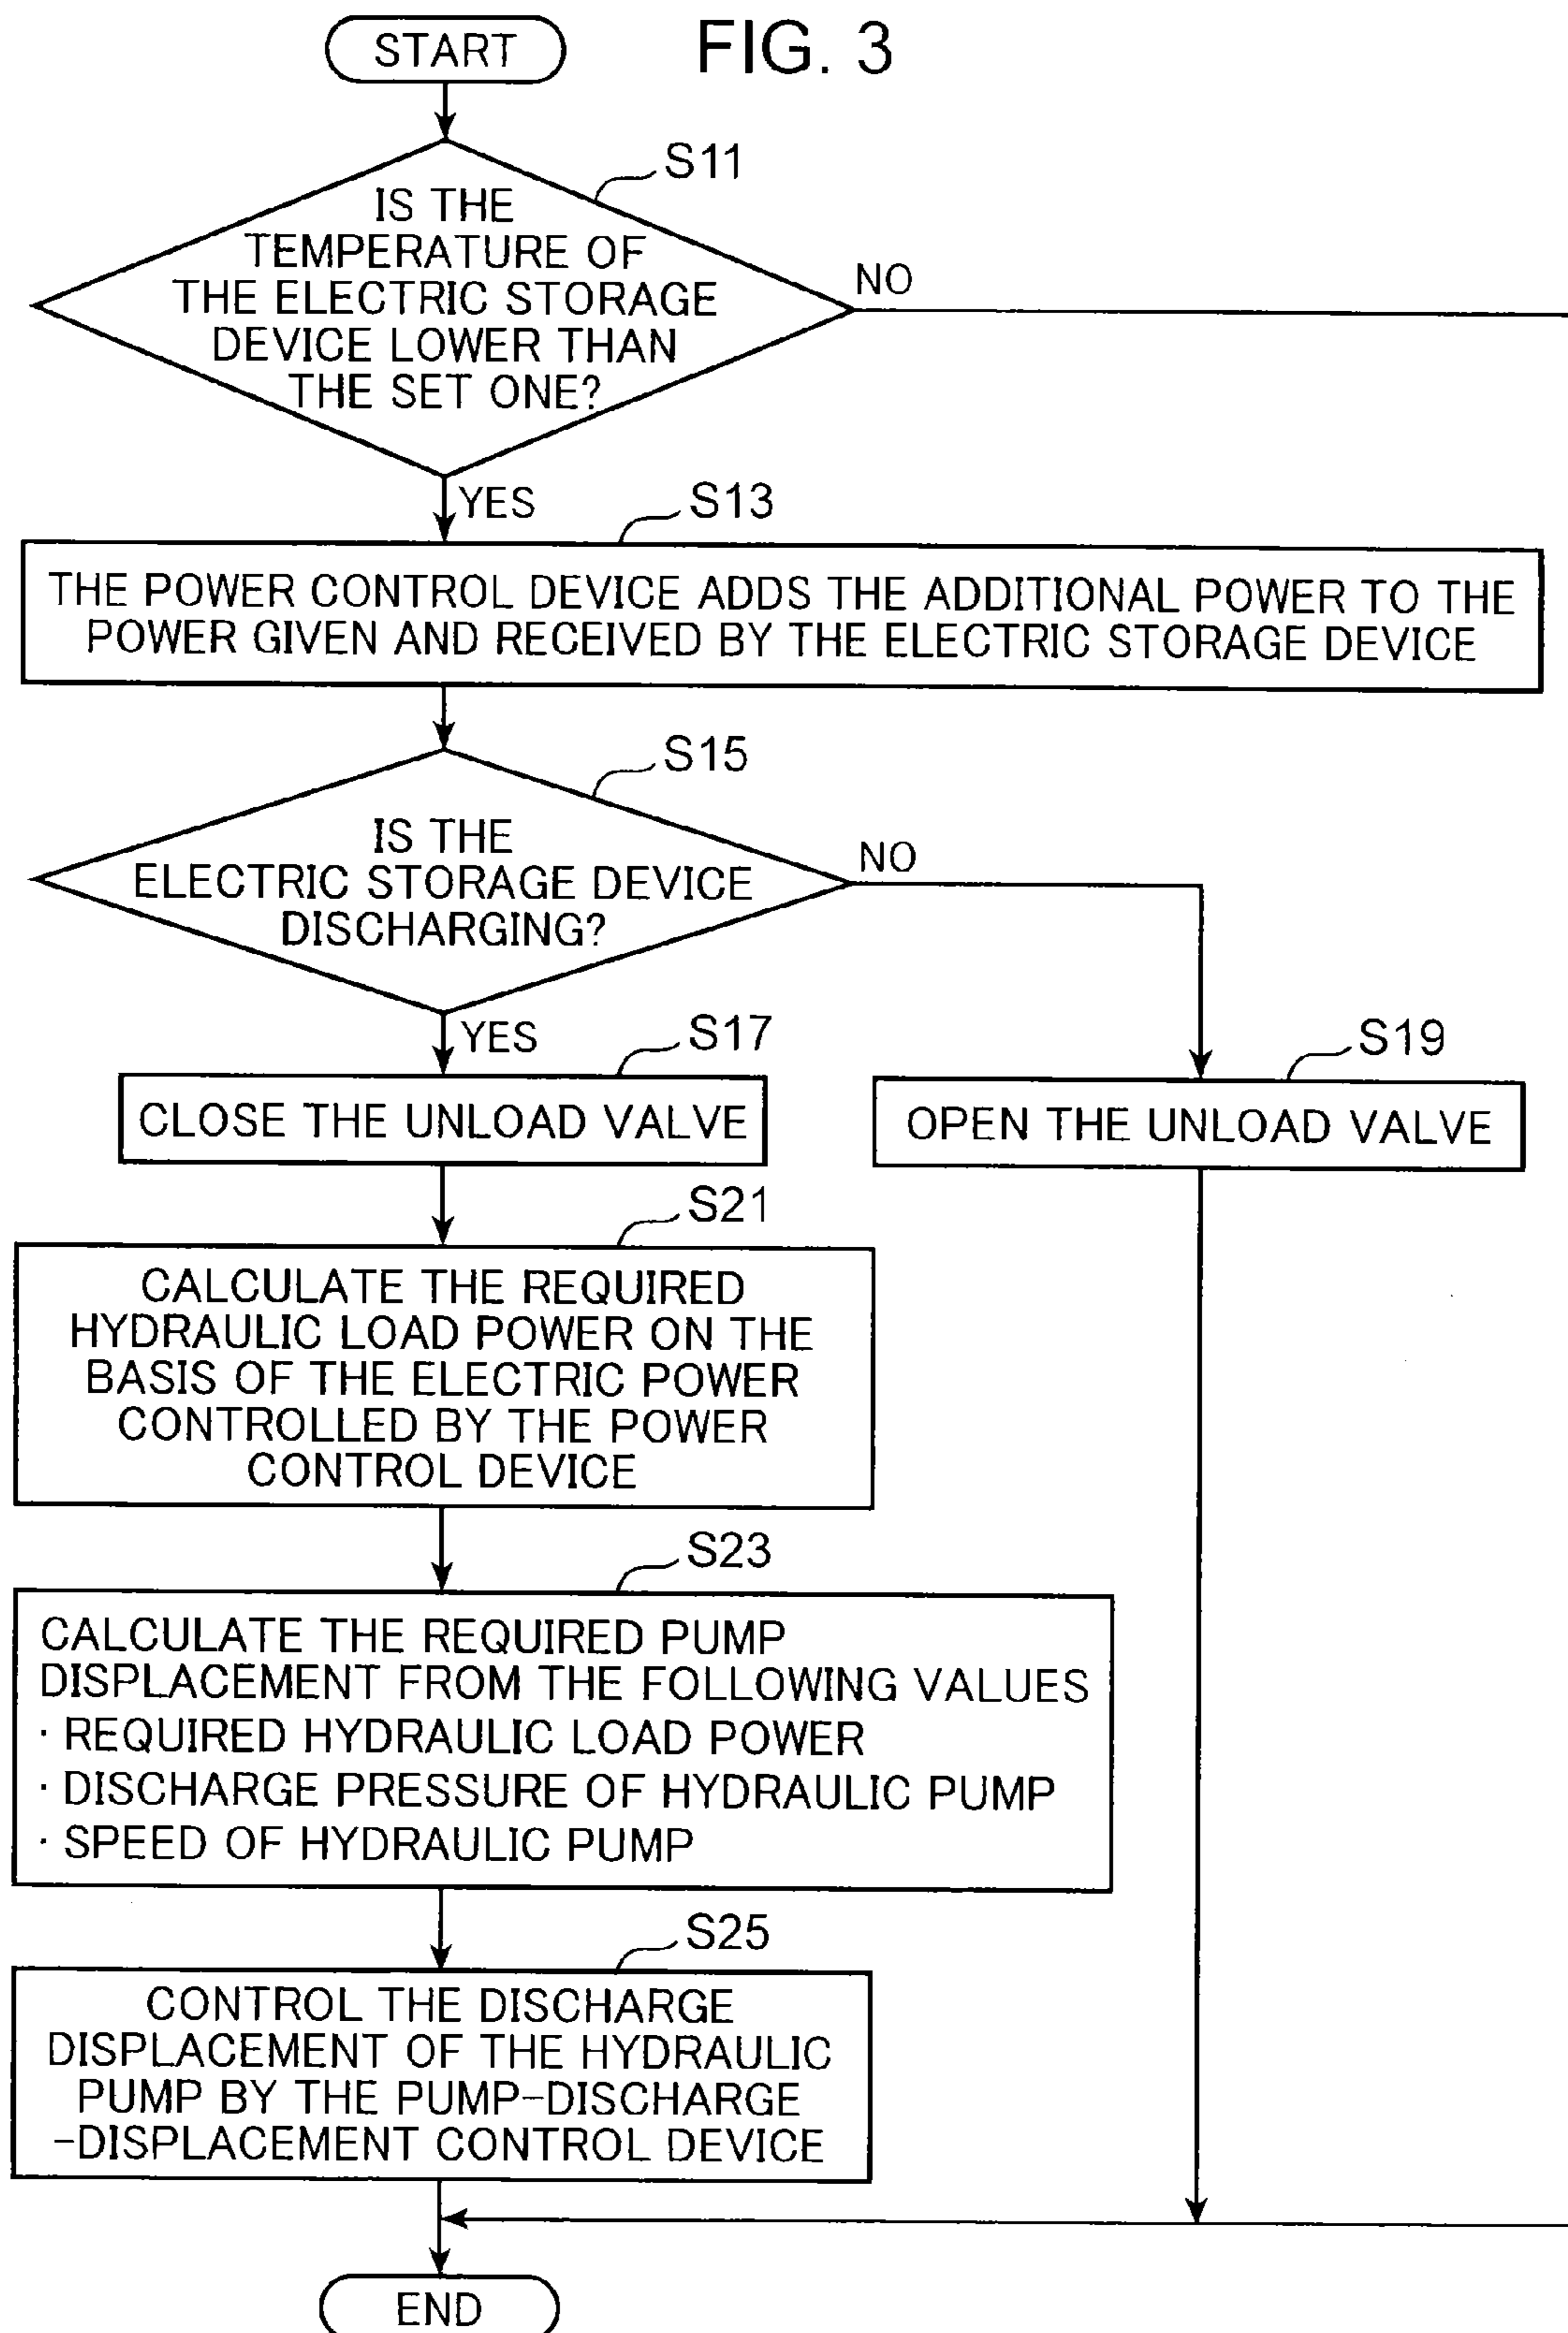 START
FIG. 3
S11
IS THE
TEMPERATURE OF
THE ELECTRIC STORAGE
DEVICE LOWER THAN
THE SET ONE?
NO
YES
S13
THE POWER CONTROL DEVICE ADDS THE ADDITIONAL POWER TO THE
POWER GIVEN AND RECEIVED BY THE ELECTRIC STORAGE DEVICE
S15
IS THE
ELECTRIC STORAGE DEVICE
DISCHARGING?
NO
YES
S17
CLOSE THE UNLOAD VALVE
S19
OPEN THE UNLOAD VALVE
S21
CALCULATE THE REQUIRED
HYDRAULIC LOAD POWER ON THE
BASIS OF THE ELECTRIC POWER
CONTROLLED BY THE POWER
CONTROL DEVICE
S23
CALCULATE THE REQUIRED PUMP
DISPLACEMENT FROM THE FOLLOWING VALUES
· REQUIRED HYDRAULIC LOAD POWER
· DISCHARGE PRESSURE OF HYDRAULIC PUMP
· SPEED OF HYDRAULIC PUMP
S25
CONTROL THE DISCHARGE
DISPLACEMENT OF THE HYDRAULIC
PUMP BY THE PUMP-DISCHARGE
-DISPLACEMENT CONTROL DEVICE
END